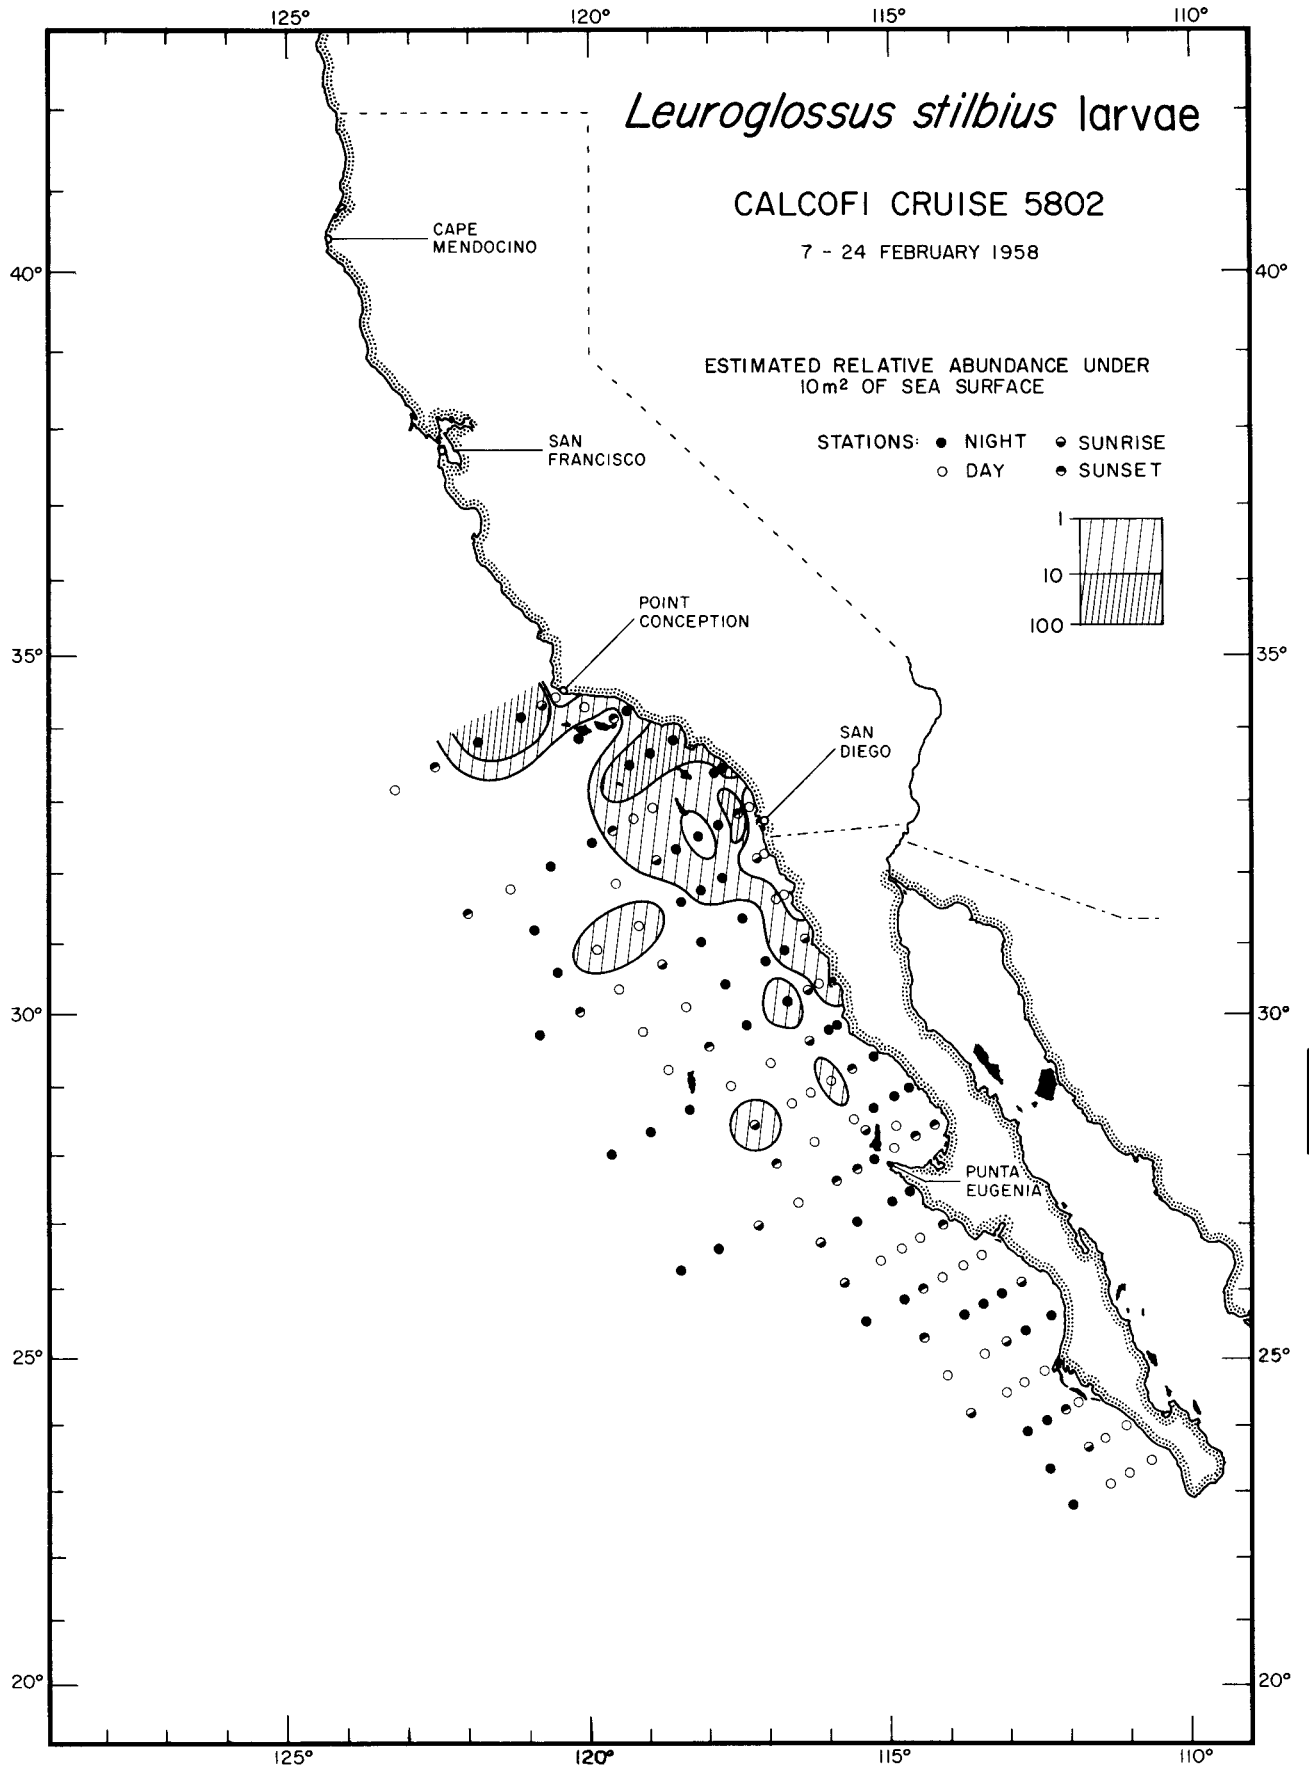 125°
120°
115°
110°
Leuroglossus stilbius larvae
CALCOFI CRUISE 5802
7 – 24 FEBRUARY 1958
CAPE
MENDOCINO
40°
40°
ESTIMATED RELATIVE ABUNDANCE UNDER
10m² OF SEA SURFACE
STATIONS: NIGHT SUNRISE
DAY SUNSET
SAN
FRANCISCO
1
10
100
POINT
CONCEPTION
35°
35°
SAN
DIEGO
30°
30°
PUNTA
EUGENIA
25°
25°
20°
20°
125°
120°
115°
110°